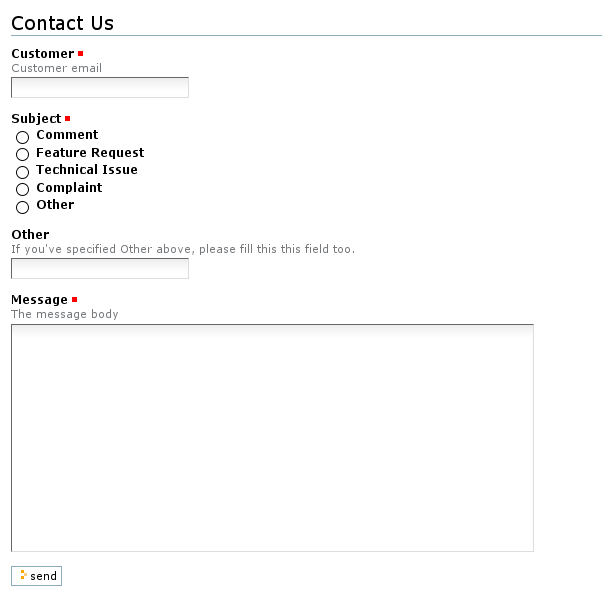 Contact Us
Customer
Customer email
Subject
Comment
Feature Request
Technical Issue
Complaint
Other
Other
If you've specified Other above, please fill this this field too.
Message
The message body
send